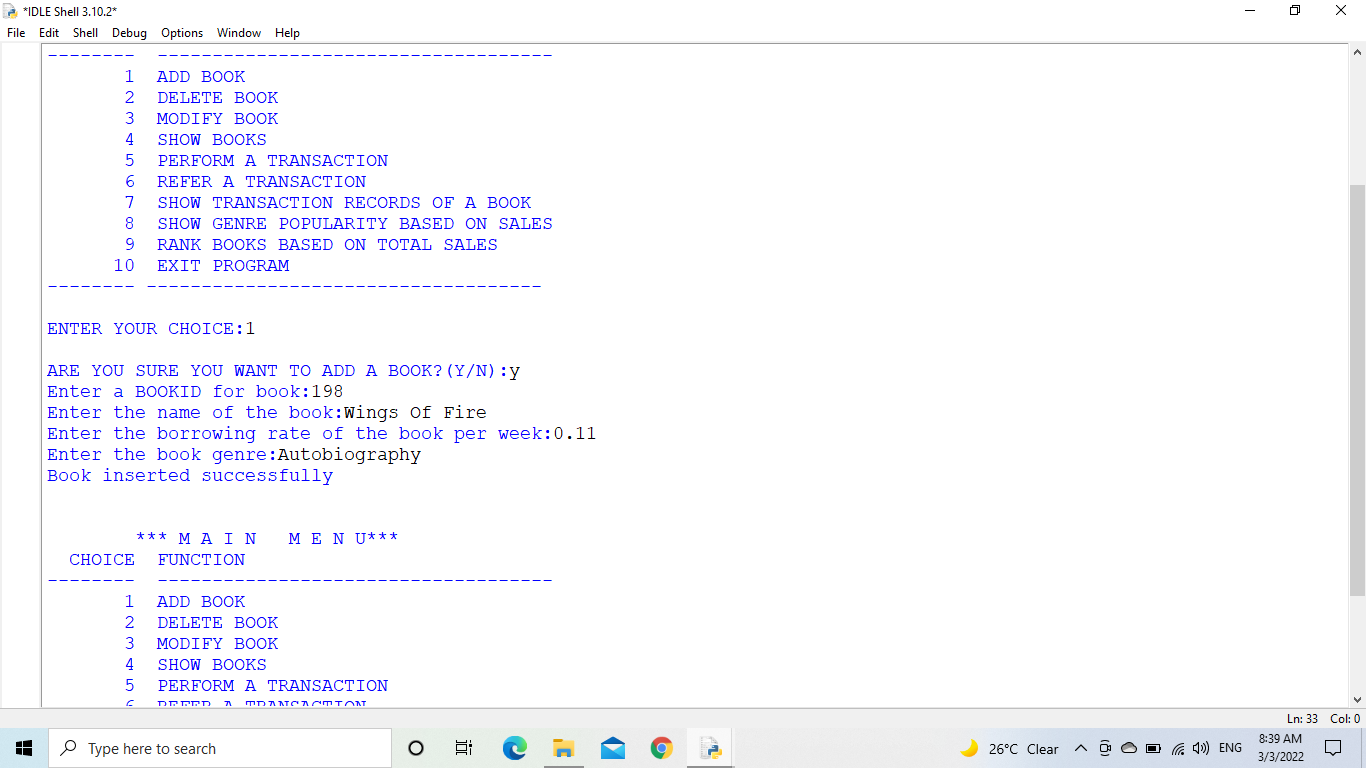 *IDLE Shell 3.10.2*
File Edit Shell Debug Options Window Help
-------- ------------------------------------
1 ADD BOOK
2 DELETE BOOK
3 MODIFY BOOK
4 SHOW BOOKS
5 PERFORM A TRANSACTION
6 REFER A TRANSACTION
7 SHOW TRANSACTION RECORDS OF A BOOK
8 SHOW GENRE POPULARITY BASED ON SALES
9 RANK BOOKS BASED ON TOTAL SALES
10 EXIT PROGRAM
-------- ------------------------------------
ENTER YOUR CHOICE:1
ARE YOU SURE YOU WANT TO ADD A BOOK?(Y/N):y
Enter a BOOKID for book:198
Enter the name of the book:Wings Of Fire
Enter the borrowing rate of the book per week:0.11
Enter the book genre:Autobiography
Book inserted successfully
*** M A I N   M E N U***
CHOICE FUNCTION
-------- ------------------------------------
1 ADD BOOK
2 DELETE BOOK
3 MODIFY BOOK
4 SHOW BOOKS
5 PERFORM A TRANSACTION
6 REFER A TRANSACTION
Ln: 33 Col: 0
Type here to search
26°C Clear
ENG
8:39 AM
3/3/2022